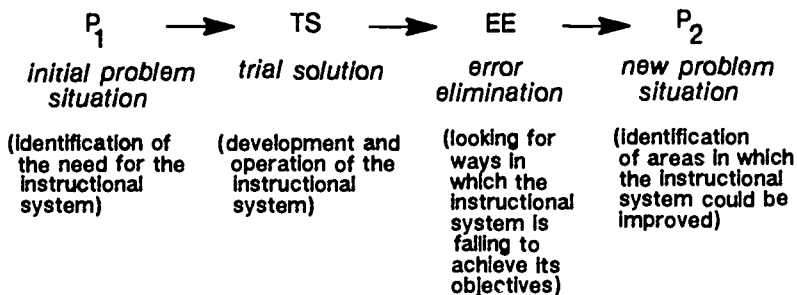 P1 → TS → EE → P2
initial problem situation
trial solution
error elimination
new problem situation
(identification of the need for the instructional system)
(development and operation of the instructional system)
(looking for ways in which the instructional system is failing to achieve its objectives)
(identification of areas in which the instructional system could be improved)